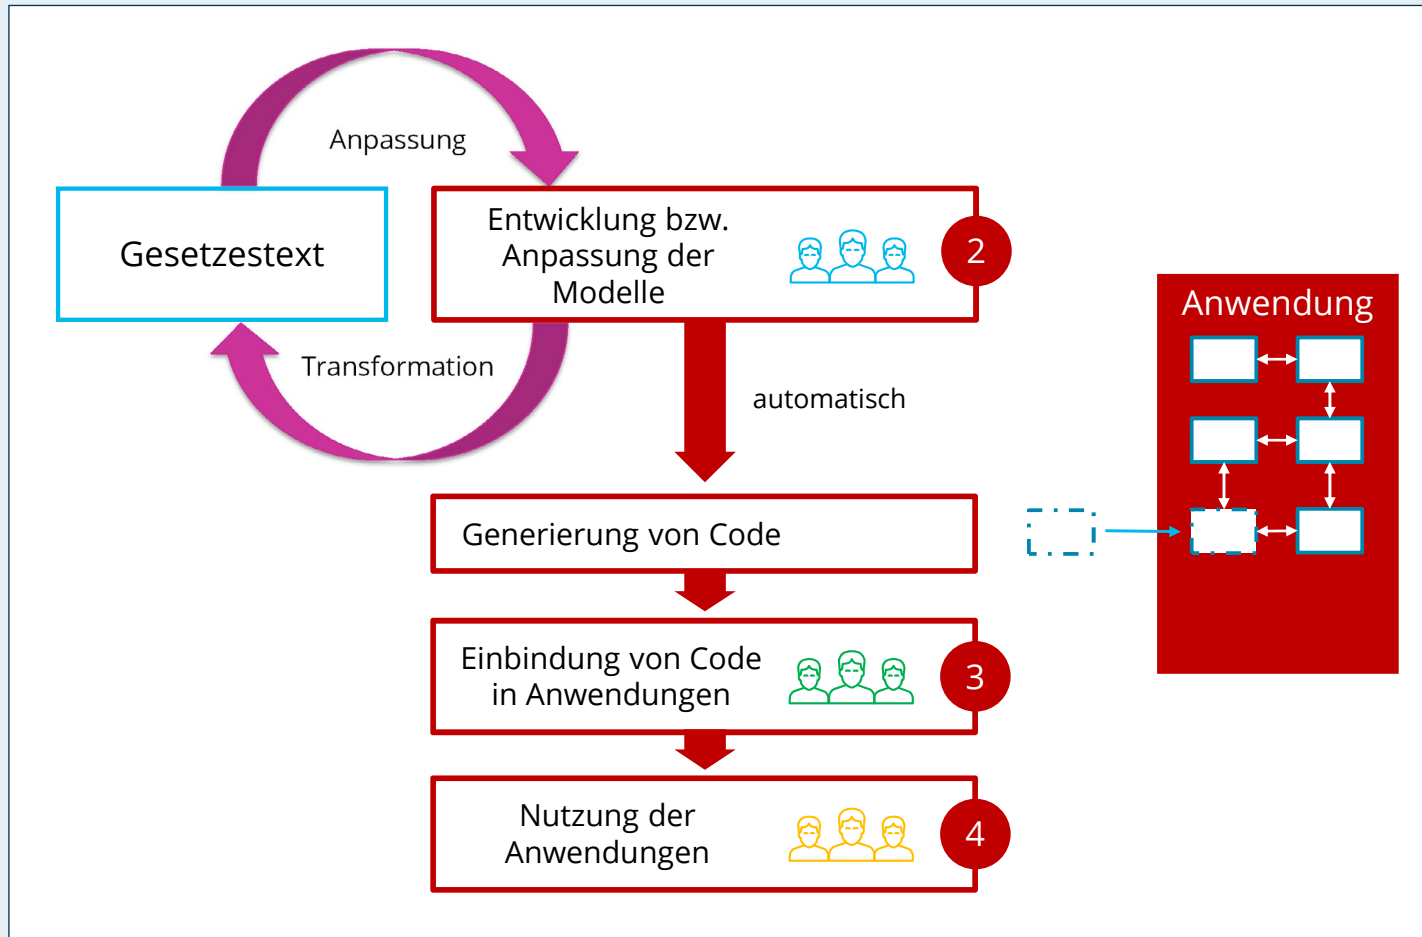 Anpassung
Gesetzestext
Entwicklung bzw.
Anpassung der
Modelle
2
Transformation
automatisch
Generierung von Code
Einbindung von Code
in Anwendungen
3
Nutzung der
Anwendungen
4
Anwendung